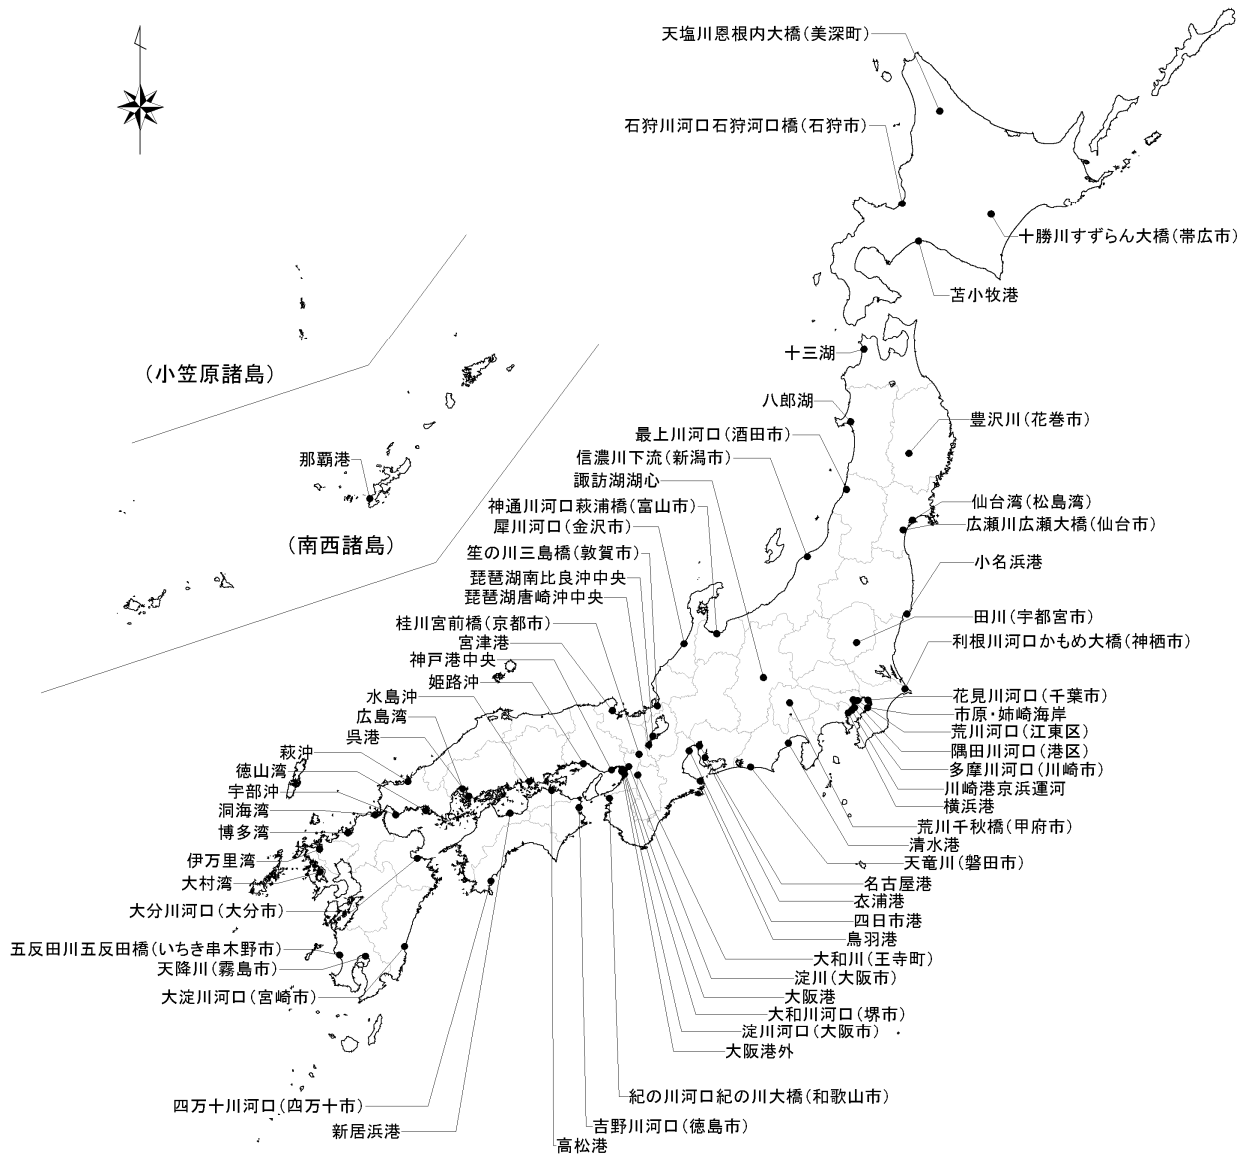 天塩川恩根内大橋(美深町)
石狩川河口石狩河口橋(石狩市)
十勝川すずらん大橋(帯広市)
苫小牧港
十三湖
八郎湖
豊沢川(花巻市)
最上川河口(酒田市)
信濃川下流(新潟市)
諏訪湖湖心
神通川河口萩浦橋(富山市)
犀川河口(金沢市)
笙の川三島橋(敦賀市)
琵琶湖南比良沖中央
琵琶湖唐崎沖中央
桂川宮前橋(京都市)
宮津港
神戸港中央
姫路沖
水島沖
広島湾
呉港
萩沖
徳山湾
宇部沖
洞海湾
博多湾
伊万里湾
大村湾
大分川河口(大分市)
五反田川五反田橋(いちき串木野市)
天降川(霧島市)
大淀川河口(宮崎市)
四万十川河口(四万十市)
新居浜港
(小笠原諸島)
那覇港
(南西諸島)
仙台湾(松島湾)
広瀬川広瀬大橋(仙台市)
小名浜港
田川(宇都宮市)
利根川河口かもめ大橋(神栖市)
花見川河口(千葉市)
市原・姉崎海岸
荒川河口(江東区)
隅田川河口(港区)
多摩川河口(川崎市)
川崎港京浜運河
横浜港
荒川千秋橋(甲府市)
清水港
天竜川(磐田市)
名古屋港
衣浦港
四日市港
鳥羽港
大和川(王寺町)
淀川(大阪市)
大阪港
大和川河口(堺市)
淀川河口(大阪市)
大阪港外
紀の川河口紀の川大橋(和歌山市)
吉野川河口(徳島市)
高松港